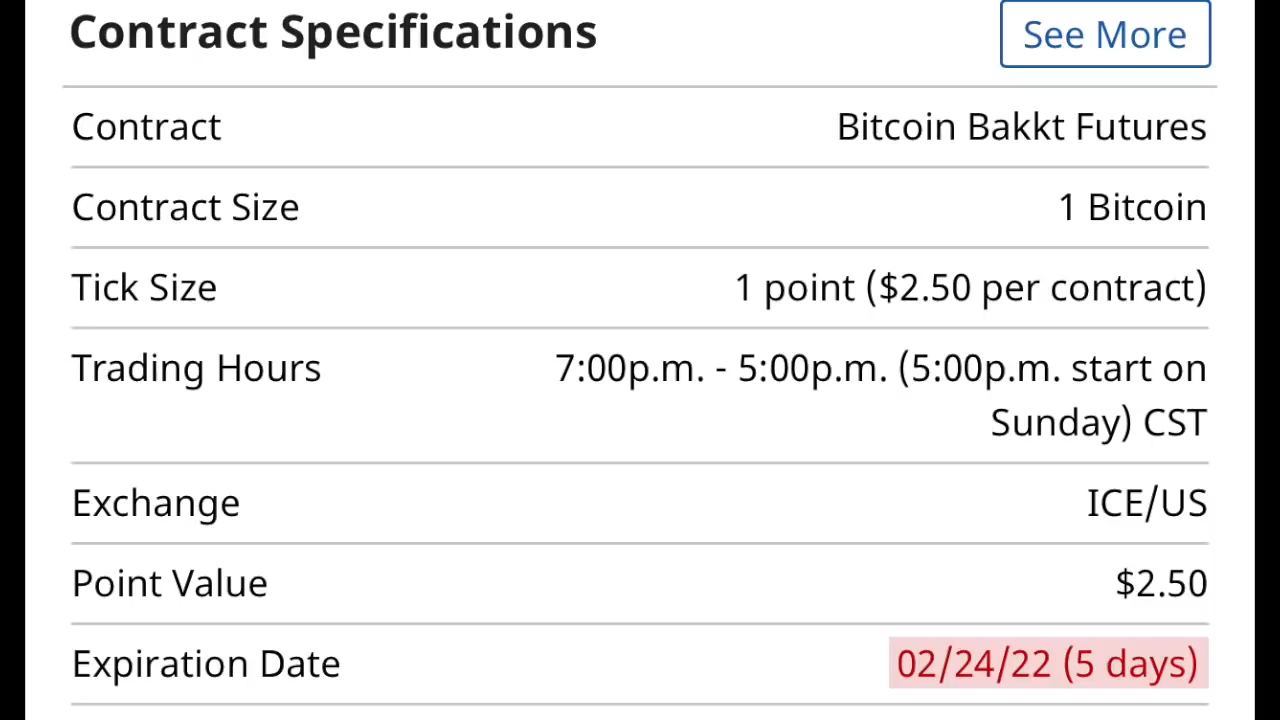 Contract Specifications
See More
Contract
Bitcoin Bakkt Futures
Contract Size
1 Bitcoin
Tick Size
1 point ($2.50 per contract)
Trading Hours
7:00p.m. - 5:00p.m. (5:00p.m. start on
Sunday) CST
Exchange
ICE/US
Point Value
$2.50
Expiration Date
02/24/22 (5 days)